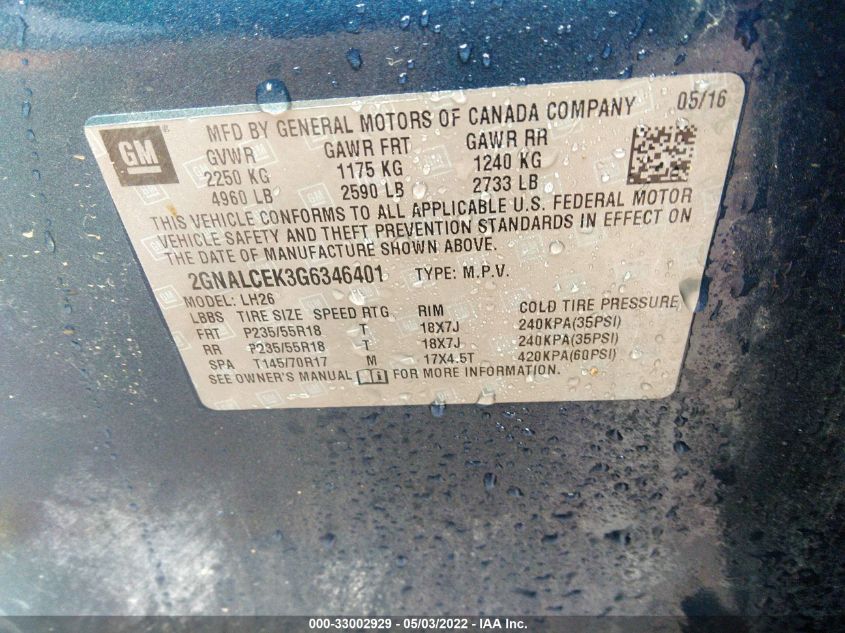 MFD BY GENERAL MOTORS OF CANADA COMPANY 05/16
GM
GVWR GAWR FRT GAWR RR
2250 KG 1175 KG 1240 KG
4960 LB 2590 LB 2733 LB
THIS VEHICLE CONFORMS TO ALL APPLICABLE U.S. FEDERAL MOTOR
VEHICLE SAFETY AND THEFT PREVENTION STANDARDS IN EFFECT ON
THE DATE OF MANUFACTURE SHOWN ABOVE.
2GNALCEK3G6346401 TYPE: M.P.V.
MODEL: LH26
LBBS TIRE SIZE SPEED RTG RIM COLD TIRE PRESSURE
FRT P235/55R18 T 18X7J 240KPA(35PSI)
RR P235/55R18 T 18X7J 240KPA(35PSI)
SPA T145/70R17 M 17X4.5T 420KPA(60PSI)
SEE OWNER'S MANUAL FOR MORE INFORMATION.
000-33002929 - 05/03/2022 - IAA Inc.